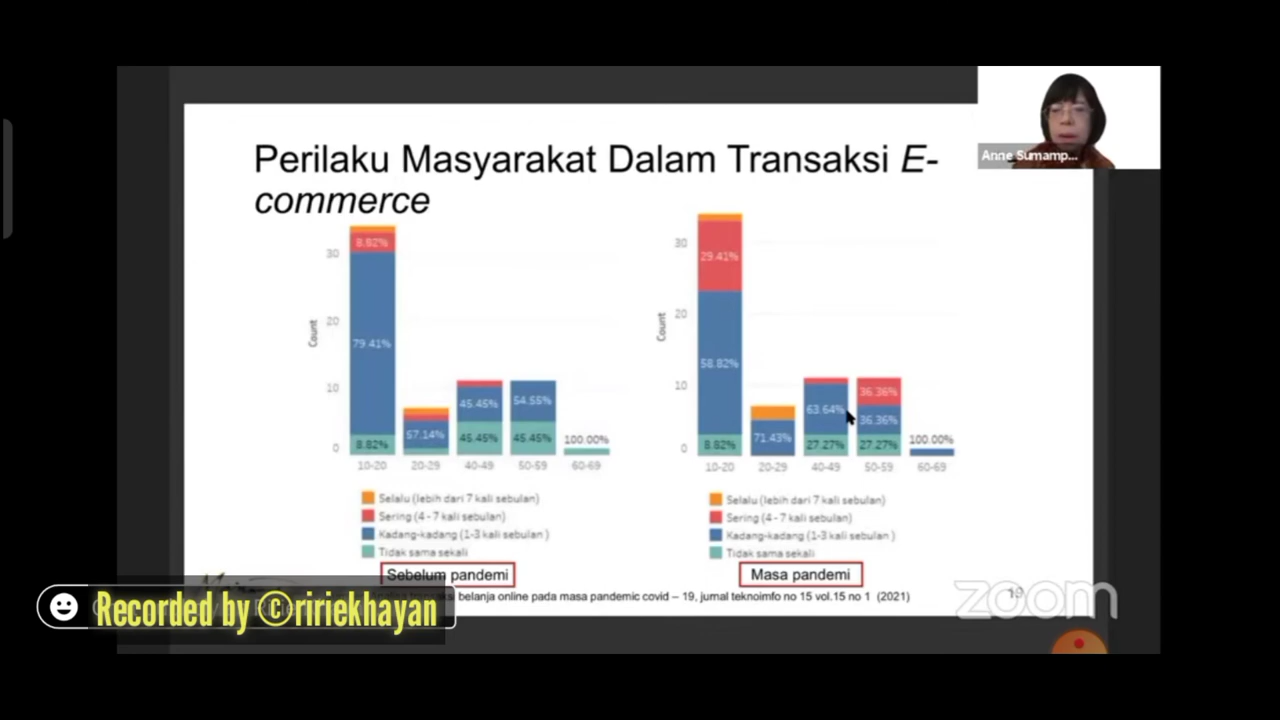 Perilaku Masyarakat Dalam Transaksi E-
commerce
Anne Sumamp...
Count
30
20
10
0
8.82%
79.41%
8.82%
57.14%
45.45%
45.45%
54.55%
45.45%
100.00%
10-20
20-29
40-49
50-59
60-69
Selalu (lebih dari 7 kali sebulan)
Sering (4 - 7 kali sebulan)
Kadang-kadang (1-3 kali sebulan )
Tidak sama sekali
Sebelum pandemi
Count
30
20
10
0
29.41%
58.82%
8.82%
71.43%
63.64%
27.27%
36.36%
36.36%
27.27%
100.00%
10-20
20-29
40-49
50-59
60-69
Selalu (lebih dari 7 kali sebulan)
Sering (4 - 7 kali sebulan)
Kadang-kadang (1-3 kali sebulan )
Tidak sama sekali
Masa pandemi
belanja online pada masa pandemic covid – 19, jurnal teknoimfo no 15 vol.15 no 1 (2021)
19
zoom
Recorded by ©ririekhayan